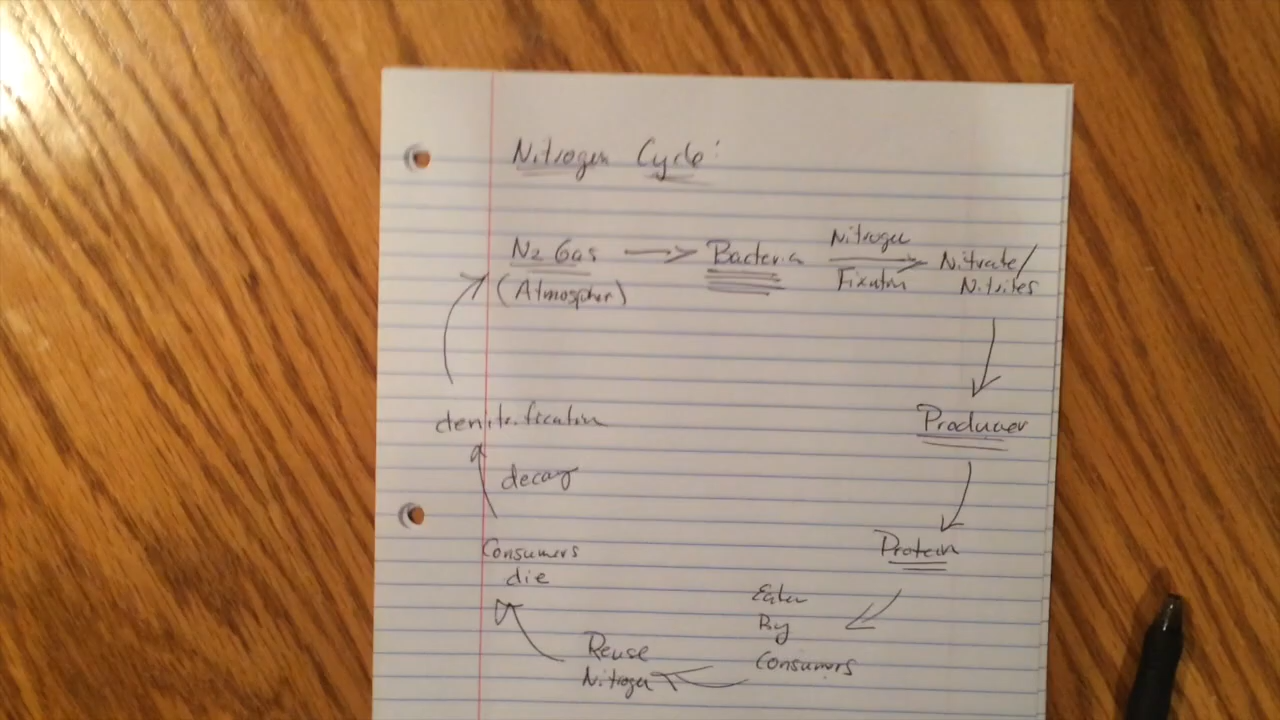 Nitrogen Cycle:
N2 Gas → Bacteria Nitrogen Fixation → Nitrate/
(Atmosphere) Nitrites
Producer
Protein
Eaten
By
Consumers
Reuse
Nitrogen
Consumers
die
decay
denitrification